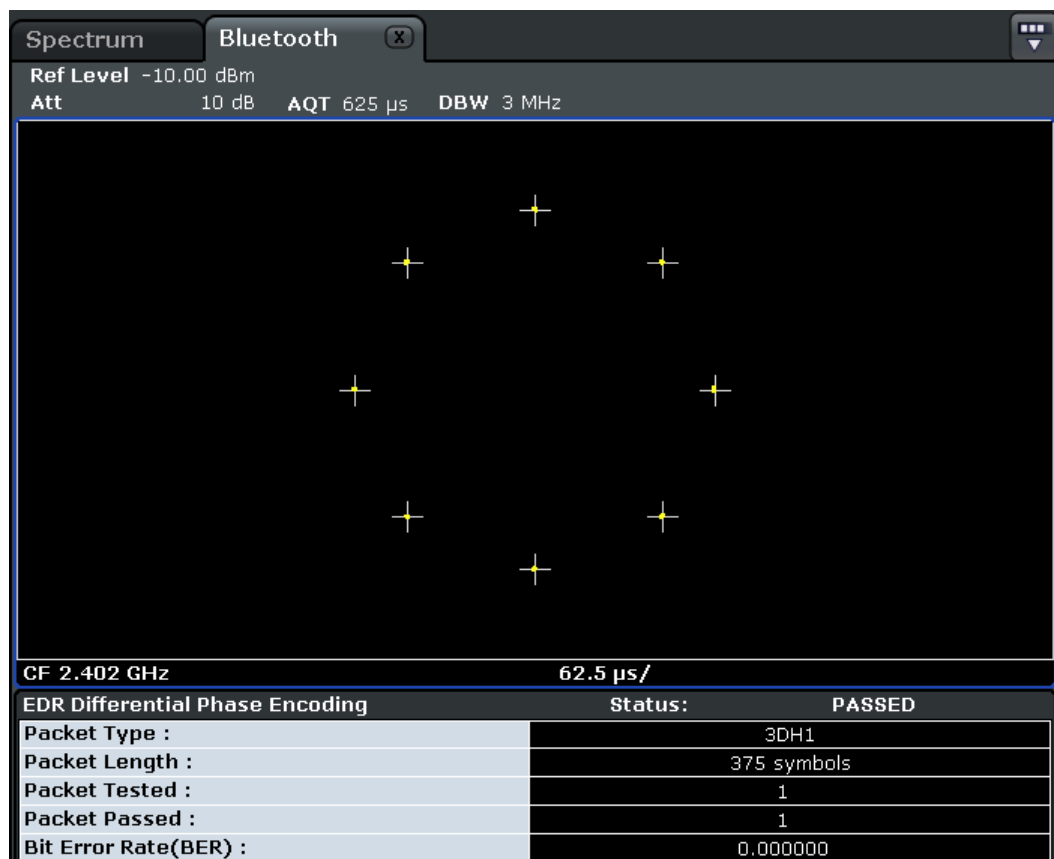 Spectrum Bluetooth X
Ref Level -10.00 dBm
Att 10 dB AQT 625 µs DBW 3 MHz
CF 2.402 GHz 62.5 µs/
EDR Differential Phase Encoding Status: PASSED
Packet Type : 3DH1
Packet Length : 375 symbols
Packet Tested : 1
Packet Passed : 1
Bit Error Rate(BER) : 0.000000